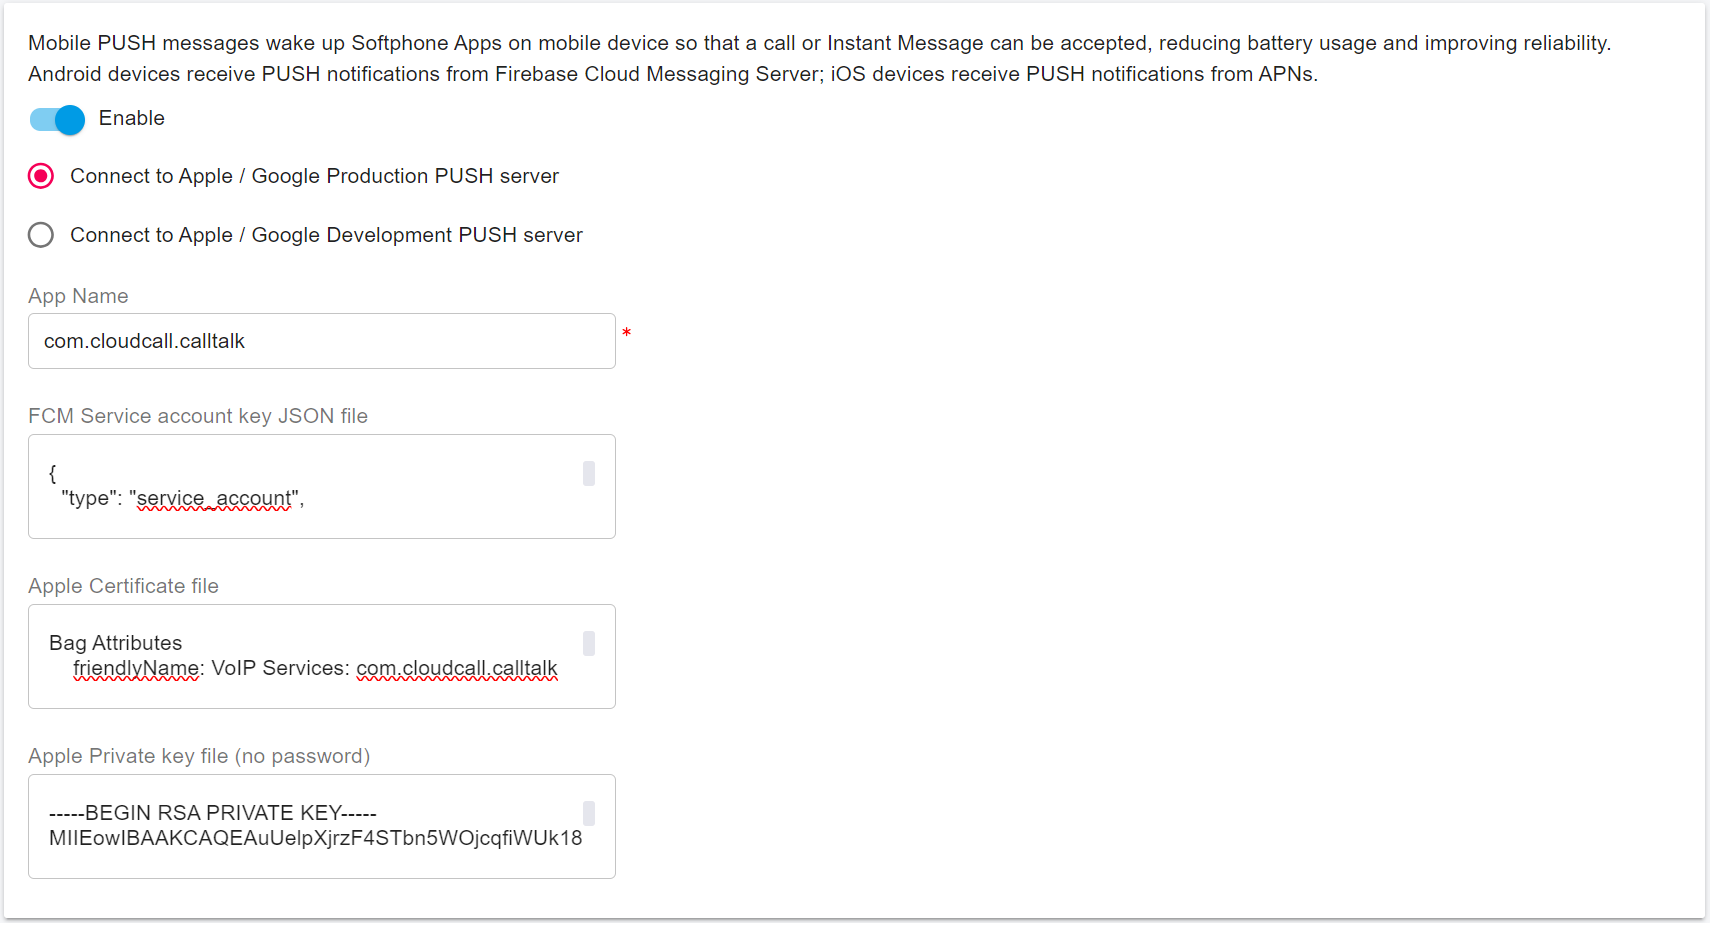 Mobile PUSH messages wake up Softphone Apps on mobile device so that a call or Instant Message can be accepted, reducing battery usage and improving reliability.
Android devices receive PUSH notifications from Firebase Cloud Messaging Server; iOS devices receive PUSH notifications from APNs.
Enable
Connect to Apple / Google Production PUSH server
Connect to Apple / Google Development PUSH server
App Name
com.cloudcall.calltalk *
FCM Service account key JSON file
{
"type": "service_account",
Apple Certificate file
Bag Attributes
friendlyName: VoIP Services: com.cloudcall.calltalk
Apple Private key file (no password)
-----BEGIN RSA PRIVATE KEY-----
MIIEowIBAAKCAQEAuUelpXjrzF4STbn5WOjcqfiWUk18